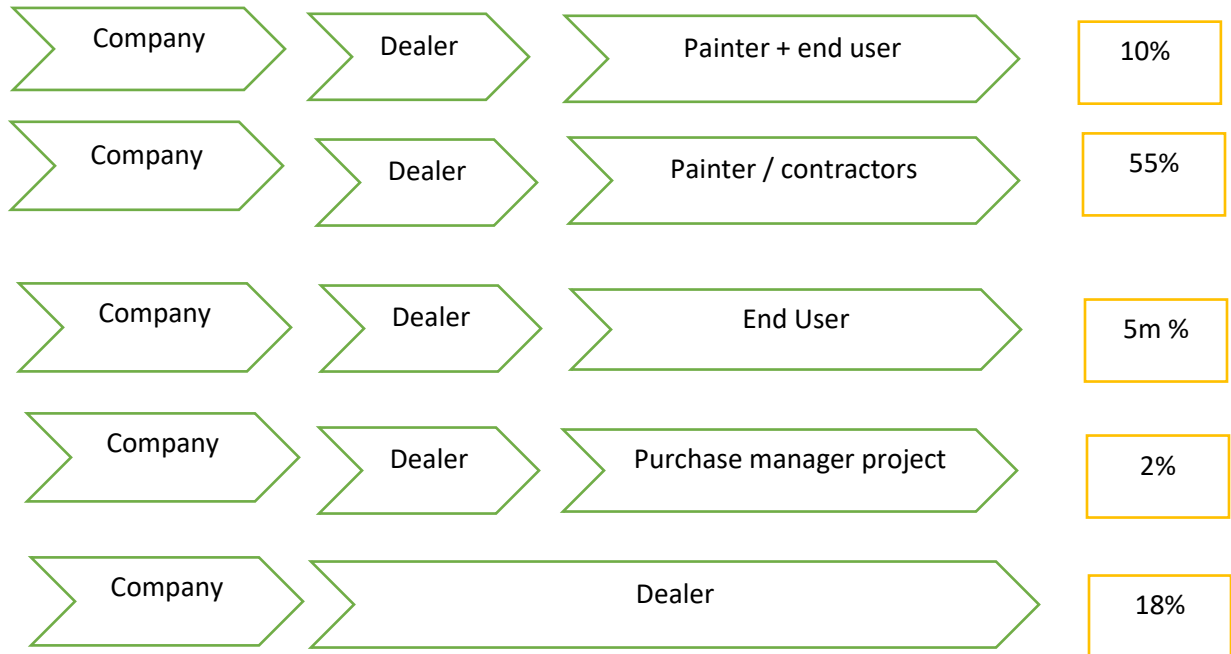 Company Dealer Painter + end user 10%
Company Dealer Painter / contractors 55%
Company Dealer End User 5m %
Company Dealer Purchase manager project 2%
Company Dealer 18%